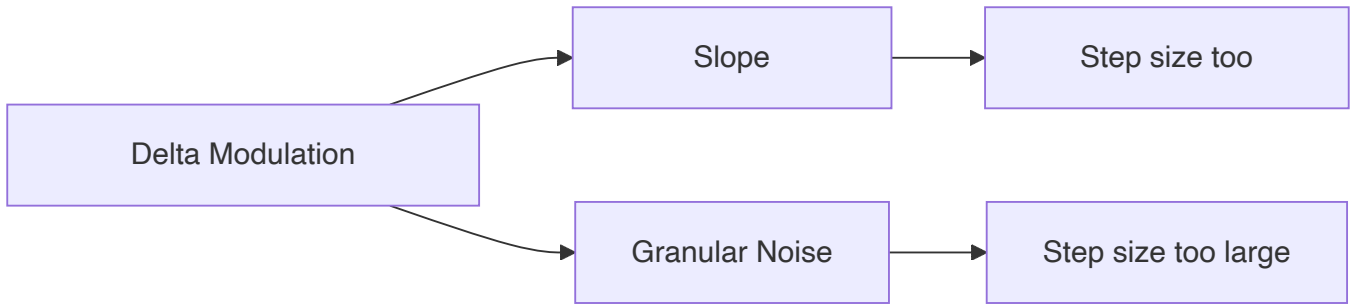 Slope
Step size too
Delta Modulation
Granular Noise
Step size too large